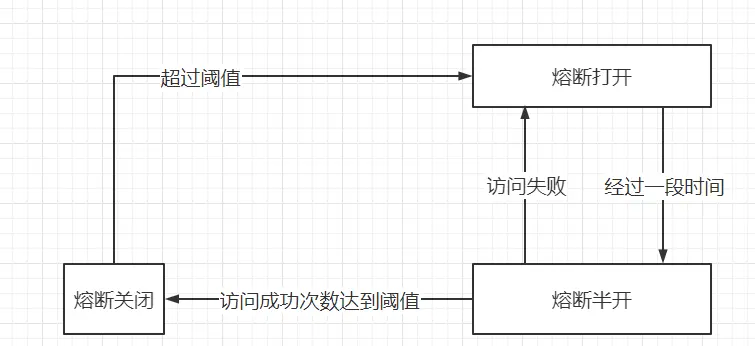 超过阈值
熔断打开
访问失败
经过一段时间
熔断关闭
访问成功次数达到阈值
熔断半开